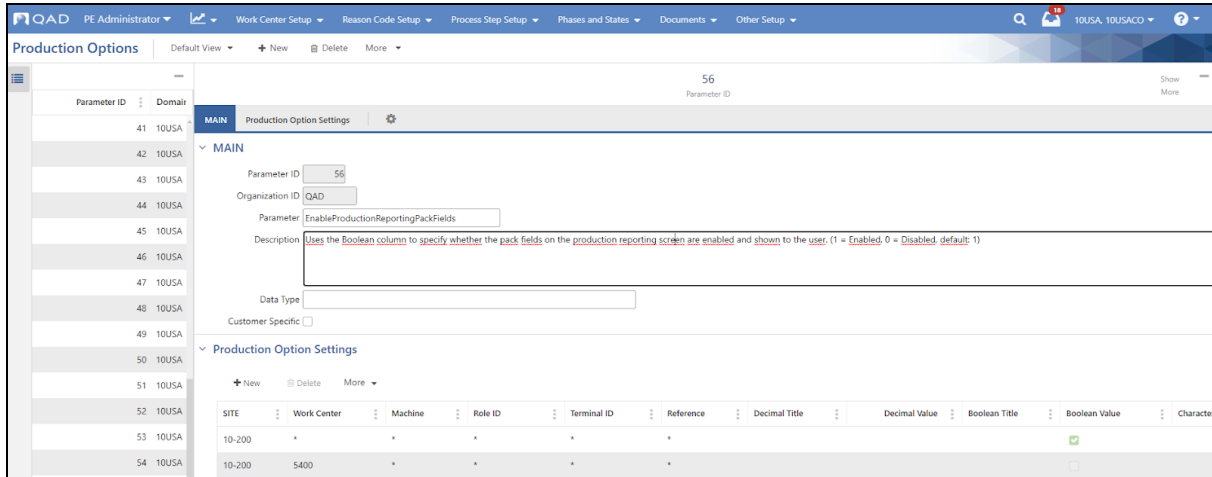 QAD PE Administrator Work Center Setup Reason Code Setup Process Step Setup Phases and States Documents Other Setup 18 10USA, 10USACO ?
Production Options Default View + New Delete More
56 Show
Parameter ID More
Parameter ID Domain
MAIN Production Option Settings
41 10USA
MAIN
42 10USA
Parameter ID 56
43 10USA
Organization ID QAD
44 10USA
Parameter EnableProductionReportingPackFields
45 10USA
Description Uses the Boolean column to specify whether the pack fields on the production reporting screen are enabled and shown to the user. (1 = Enabled, 0 = Disabled, default: 1)
46 10USA
47 10USA
Data Type
48 10USA
Customer Specific
49 10USA
Production Option Settings
50 10USA
51 10USA
+ New Delete More
52 10USA
SITE Work Center Machine Role ID Terminal ID Reference Decimal Title Decimal Value Boolean Title Boolean Value Characte
53 10USA
10-200 * * * * *
54 10USA
10-200 5400 * * * *